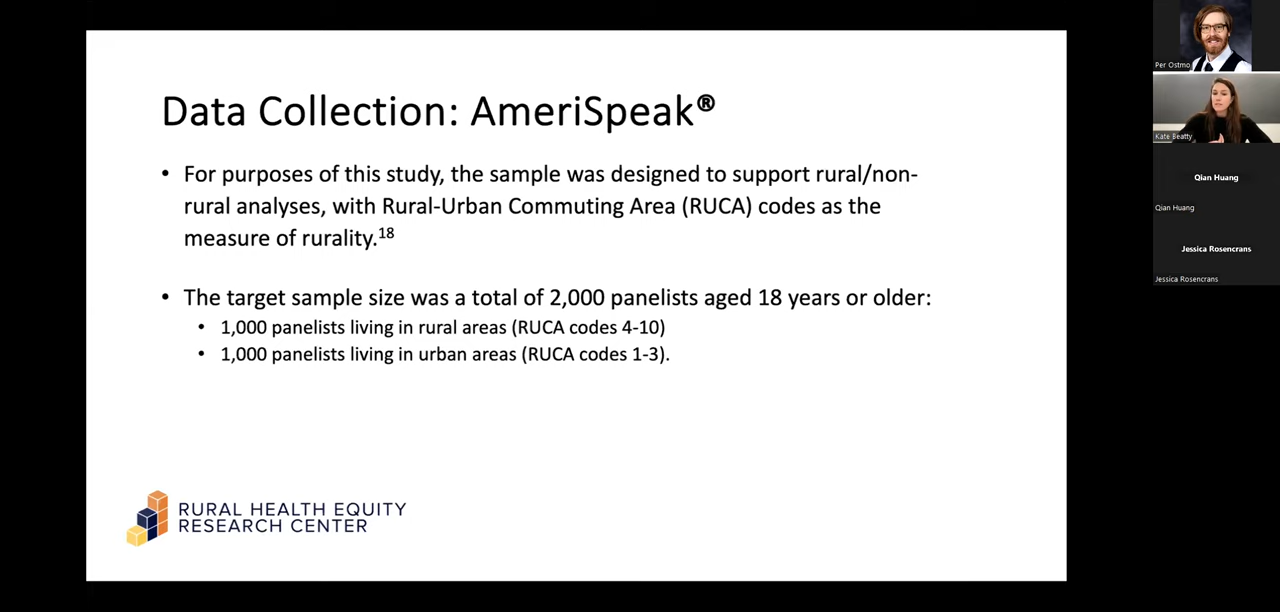 Data Collection: AmeriSpeak®
• For purposes of this study, the sample was designed to support rural/non-
rural analyses, with Rural-Urban Commuting Area (RUCA) codes as the
measure of rurality.18
• The target sample size was a total of 2,000 panelists aged 18 years or older:
• 1,000 panelists living in rural areas (RUCA codes 4-10)
• 1,000 panelists living in urban areas (RUCA codes 1-3).
RURAL HEALTH EQUITY
RESEARCH CENTER
Per Ostmo
Kate Beatty
Qian Huang
Qian Huang
Jessica Rosencrans
Jessica Rosencrans